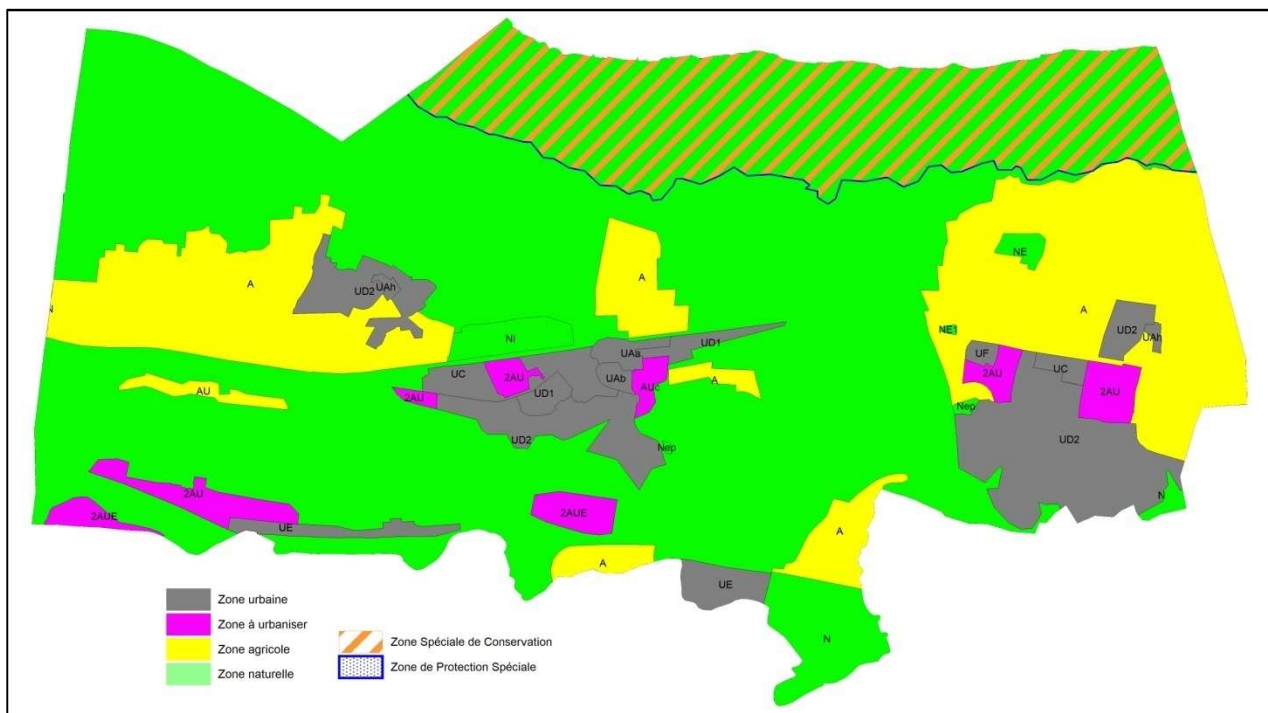 NE
A
A
UAh
UD2
A
N
UD2
NE1
UAh
NI
UD1
UAa
UF
UC
UC
2AU
UAb
2AU
2AU
AUc
A
AU
UD1
2AU
Nep
UD2
UD2
Nep
2AU
N
2AUE
UE
2AUE
A
A
UE
N
Zone urbaine
Zone à urbaniser
Zone agricole
Zone naturelle
Zone Spéciale de Conservation
Zone de Protection Spéciale